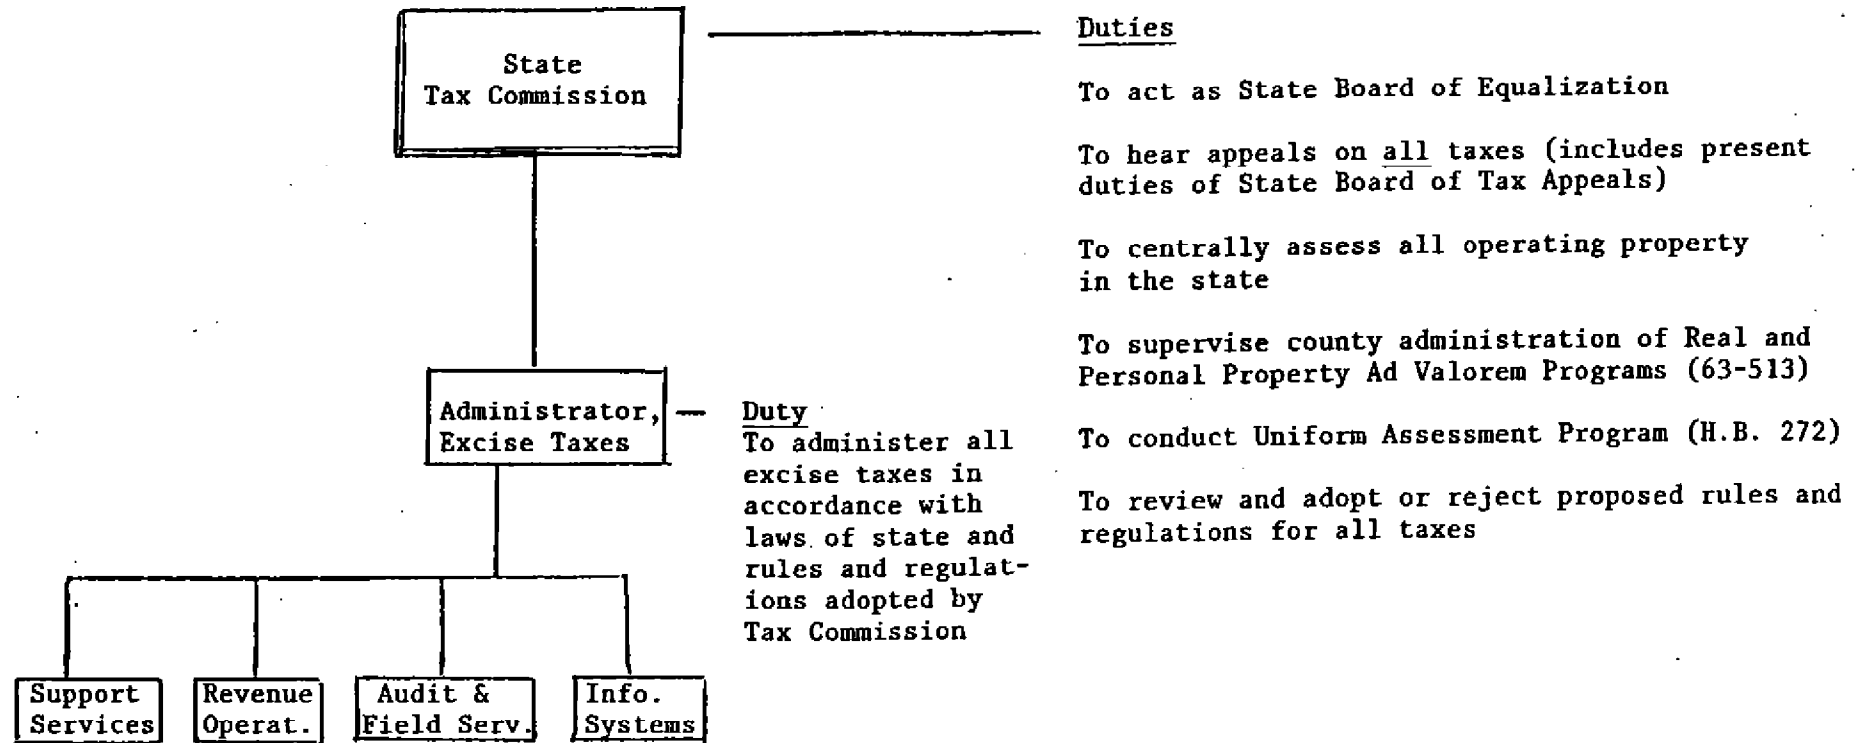 State
Tax Commission
Duties
To act as State Board of Equalization
To hear appeals on all taxes (includes present
duties of State Board of Tax Appeals)
To centrally assess all operating property
in the state
To supervise county administration of Real and
Personal Property Ad Valorem Programs (63-513)
To conduct Uniform Assessment Program (H.B. 272)
To review and adopt or reject proposed rules and
regulations for all taxes
Administrator,
Excise Taxes
Duty
To administer all
excise taxes in
accordance with
laws of state and
rules and regulat-
ions adopted by
Tax Commission
Support
Services
Revenue
Operat.
Audit &
Field Serv.
Info.
Systems